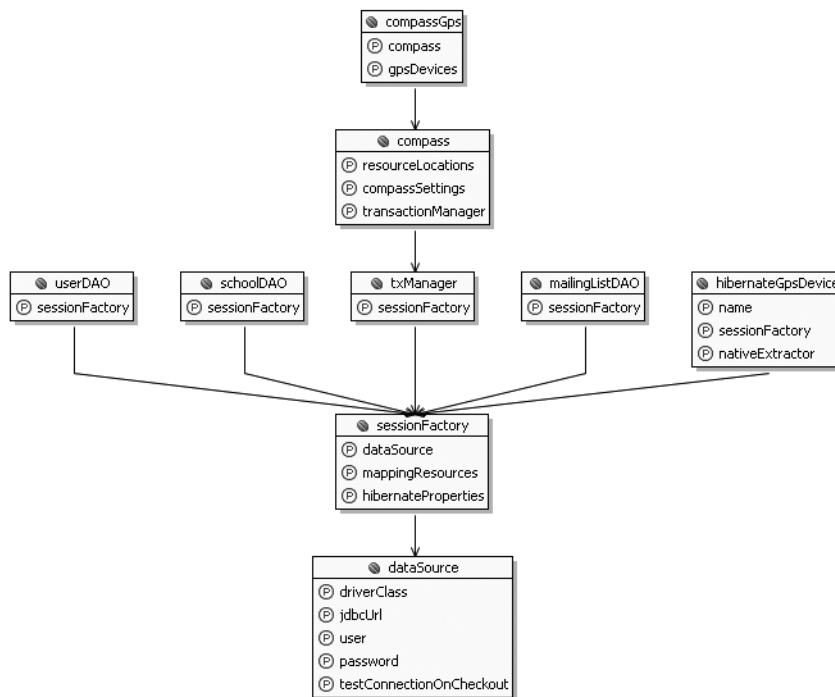 compassGps
compass
gpsDevices
compass
resourceLocations
compassSettings
transactionManager
userDAO
sessionFactory
schoolDAO
sessionFactory
txManager
sessionFactory
mailingListDAO
sessionFactory
hibernateGpsDevice
name
sessionFactory
nativeExtractor
sessionFactory
dataSource
mappingResources
hibernateProperties
dataSource
driverClass
jdbcUrl
user
password
testConnectionOnCheckout